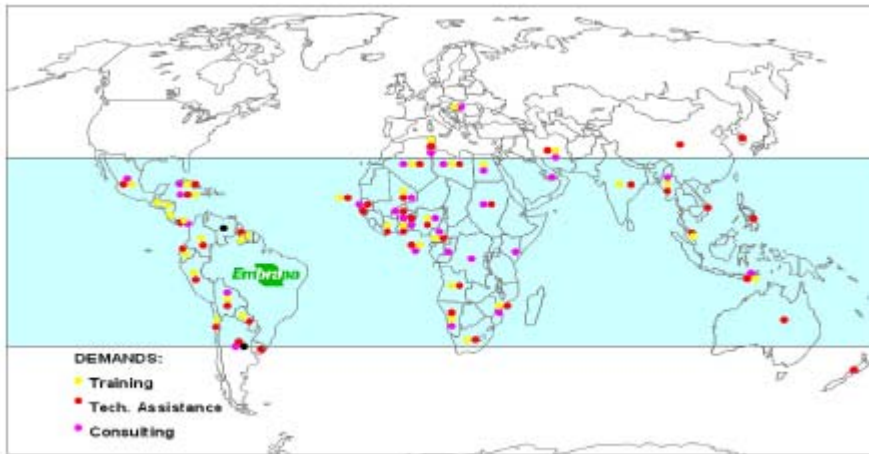 Embrapa
DEMANDS:
Training
Tech. Assistance
Consulting